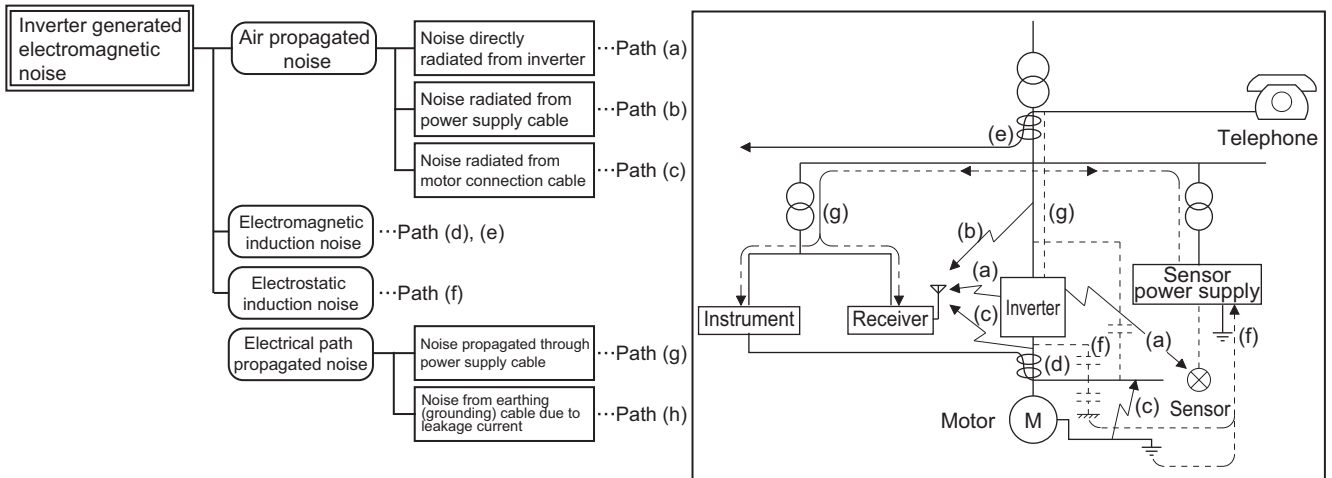 Inverter generated
electromagnetic
noise
Air propagated
noise
Noise directly
radiated from inverter
···Path (a)
Noise radiated from
power supply cable
···Path (b)
Noise radiated from
motor connection cable
···Path (c)
Electromagnetic
induction noise
···Path (d), (e)
Electrostatic
induction noise
···Path (f)
Electrical path
propagated noise
Noise propagated through
power supply cable
···Path (g)
Noise from earthing
(grounding) cable due to
leakage current
···Path (h)
Telephone
(e)
(g)
(g)
(b)
(a)
Sensor
power supply
Instrument
Receiver
Inverter
(c)
(f)
(a)
(f)
(d)
(c)
Sensor
Motor
M